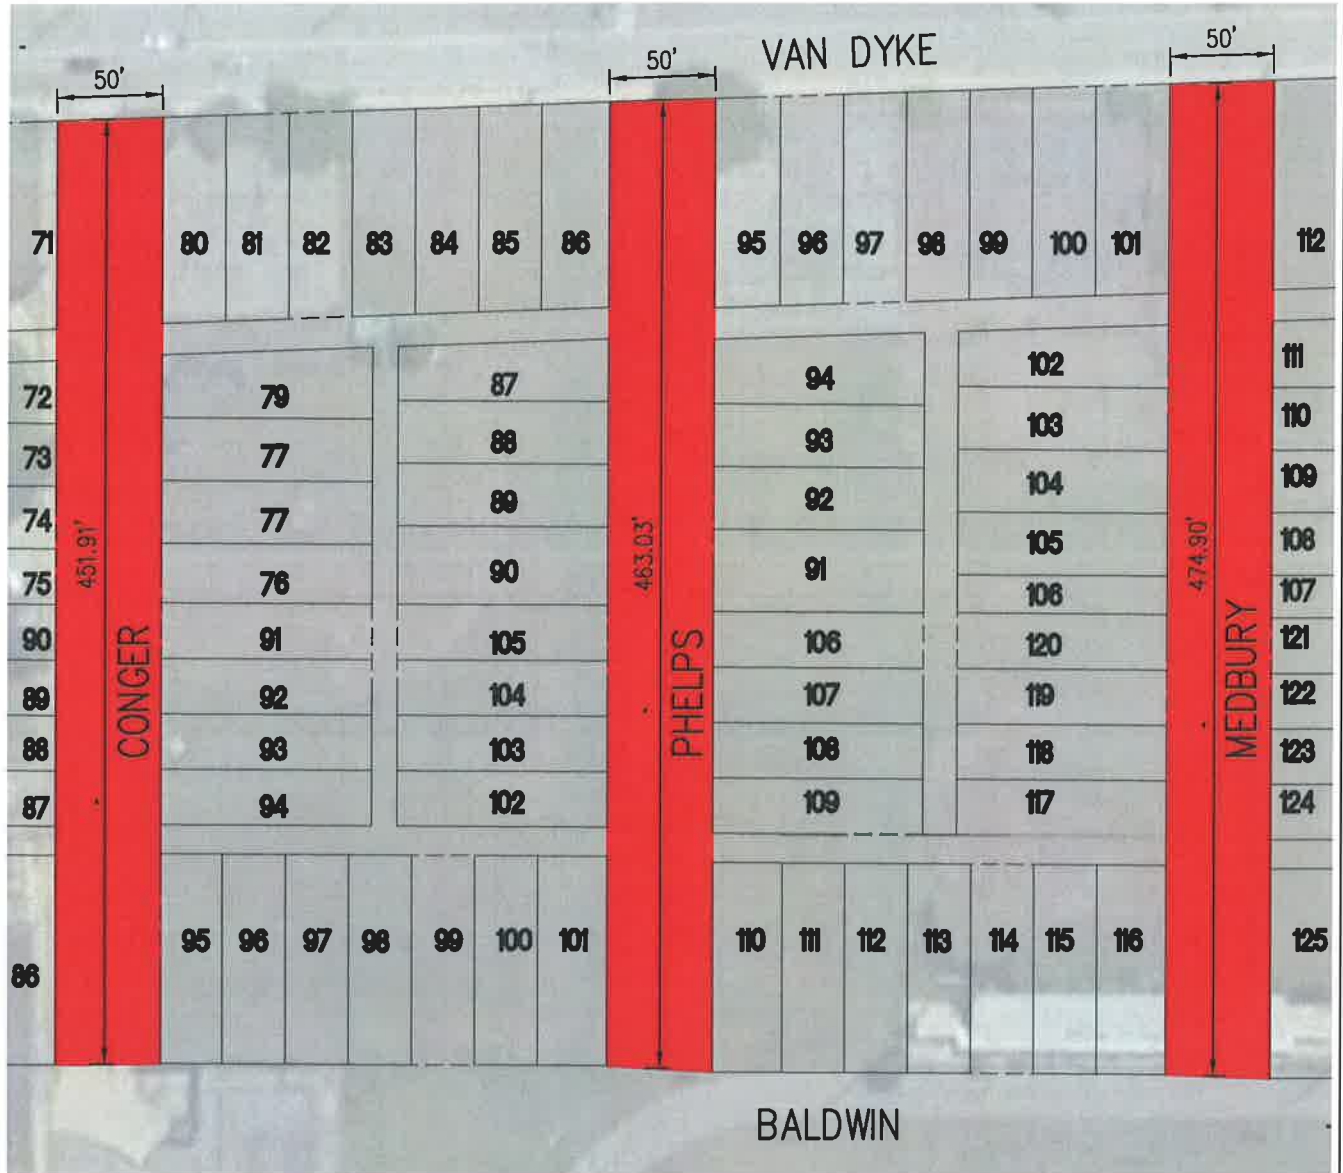 VAN DYKE
50' 50' 50'
71 80 81 82 83 84 85 86 95 96 97 98 99 100 101 112
72 79 87 94 102 111
73 77 88 93 103 110
74 77 89 92 104 109
75 76 90 91 105 108
106 107
90 91 105 106 120 121
89 92 104 107 119 122
88 93 103 108 118 123
87 94 102 109 117 124
86 95 96 97 98 99 100 101 110 111 112 113 114 115 116 125
451.91'
CONGER
463.03'
PHELPS
474.90'
MEDBURY
BALDWIN